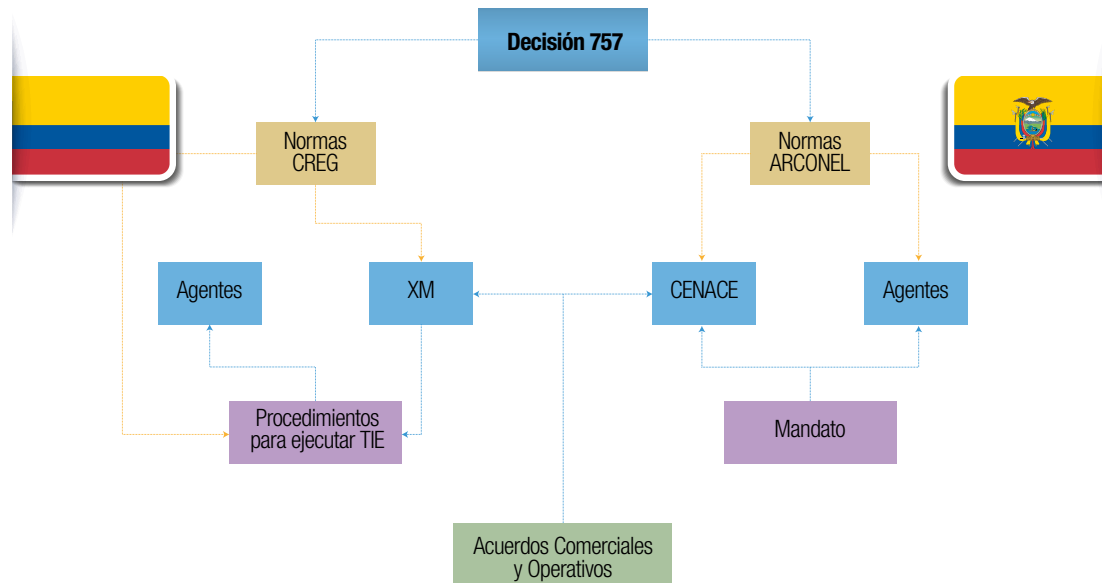 Decisión 757
Normas
CREG
Normas
ARCONEL
Agentes
XM
CENACE
Agentes
Procedimientos
para ejecutar TIE
Mandato
Acuerdos Comerciales
y Operativos